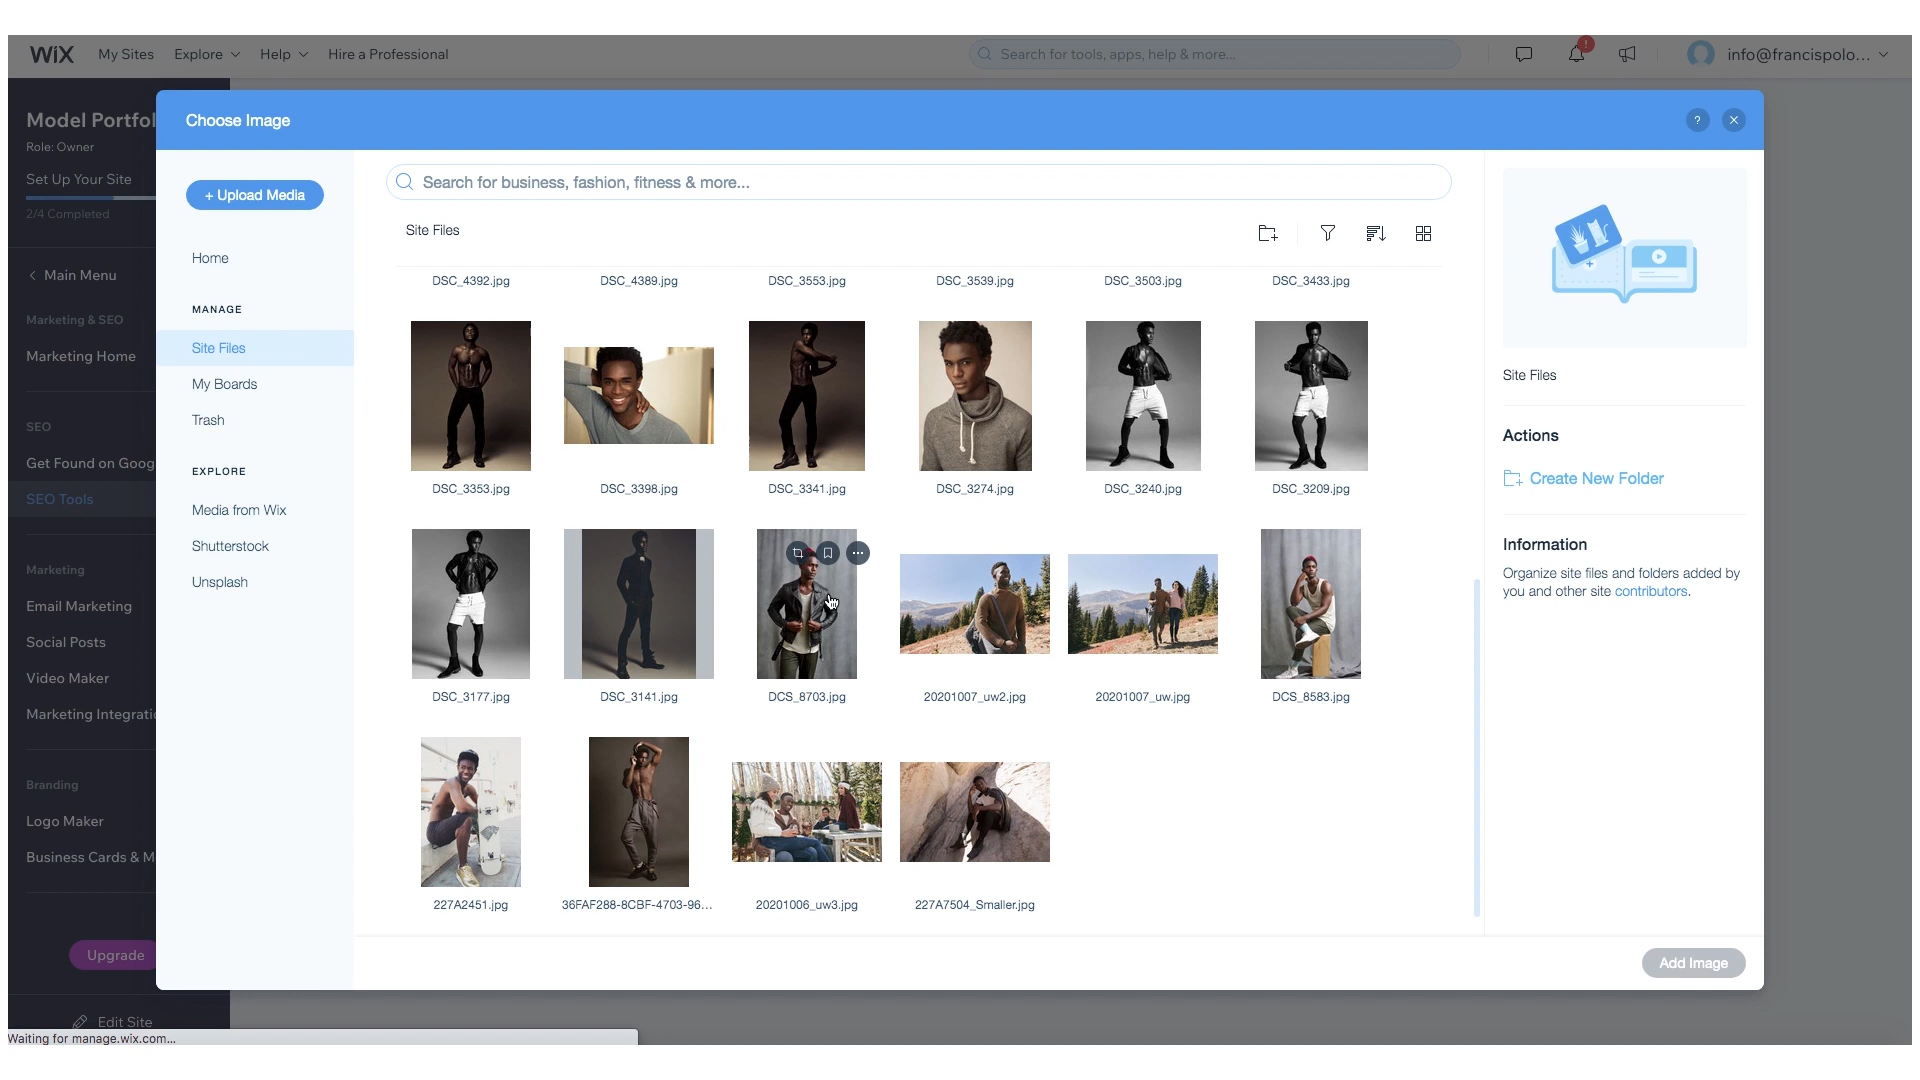 WiX My Sites Explore Help Hire a Professional Search for tools, apps, help & more... ! info@francispolo...
Model Portfol
Role: Owner
Set Up Your Site
2/4 Completed
Main Menu
Marketing & SEO
Marketing Home
SEO
Get Found on Goog
SEO Tools
Marketing
Email Marketing
Social Posts
Video Maker
Marketing Integratio
Branding
Logo Maker
Business Cards & M
Upgrade
Edit Site
Waiting for manage.wix.com...
Choose Image ?
+ Upload Media
Home
MANAGE
Site Files
My Boards
Trash
EXPLORE
Media from Wix
Shutterstock
Unsplash
Search for business, fashion, fitness & more...
Site Files
DSC_4392.jpg DSC_4389.jpg DSC_3553.jpg DSC_3539.jpg DSC_3503.jpg DSC_3433.jpg
DSC_3353.jpg DSC_3398.jpg DSC_3341.jpg DSC_3274.jpg DSC_3240.jpg DSC_3209.jpg
DSC_3177.jpg DSC_3141.jpg DCS_8703.jpg 20201007_uw2.jpg 20201007_uw.jpg DCS_8583.jpg
227A2451.jpg 36FAF288-8CBF-4703-96... 20201006_uw3.jpg 227A7504_Smaller.jpg
Site Files
Actions
Create New Folder
Information
Organize site files and folders added by
you and other site contributors.
Add Image